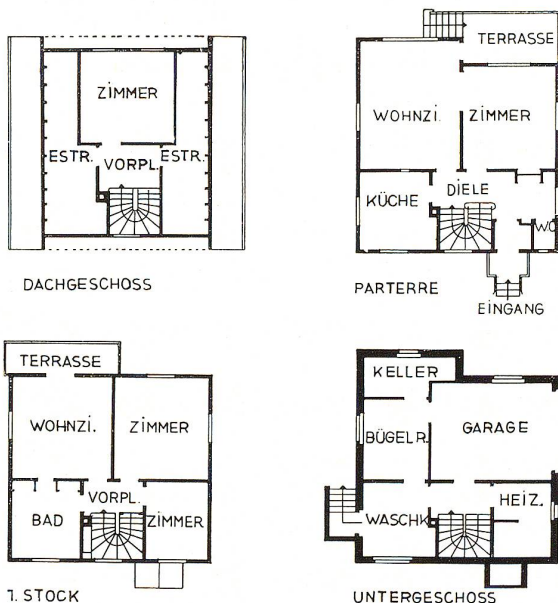 ZIMMER
ESTR. VORPL. ESTR.
DACHGESCHOSS
TERRASSE
WOHNZI. ZIMMER
KÜCHE DIELE
WC
PARTERRE
EINGANG
TERRASSE
WOHNZI. ZIMMER
VORPL.
BAD ZIMMER
1. STOCK
KELLER
BÜGELR. GARAGE
WASCHK HEIZ.
UNTERGESCHOSS